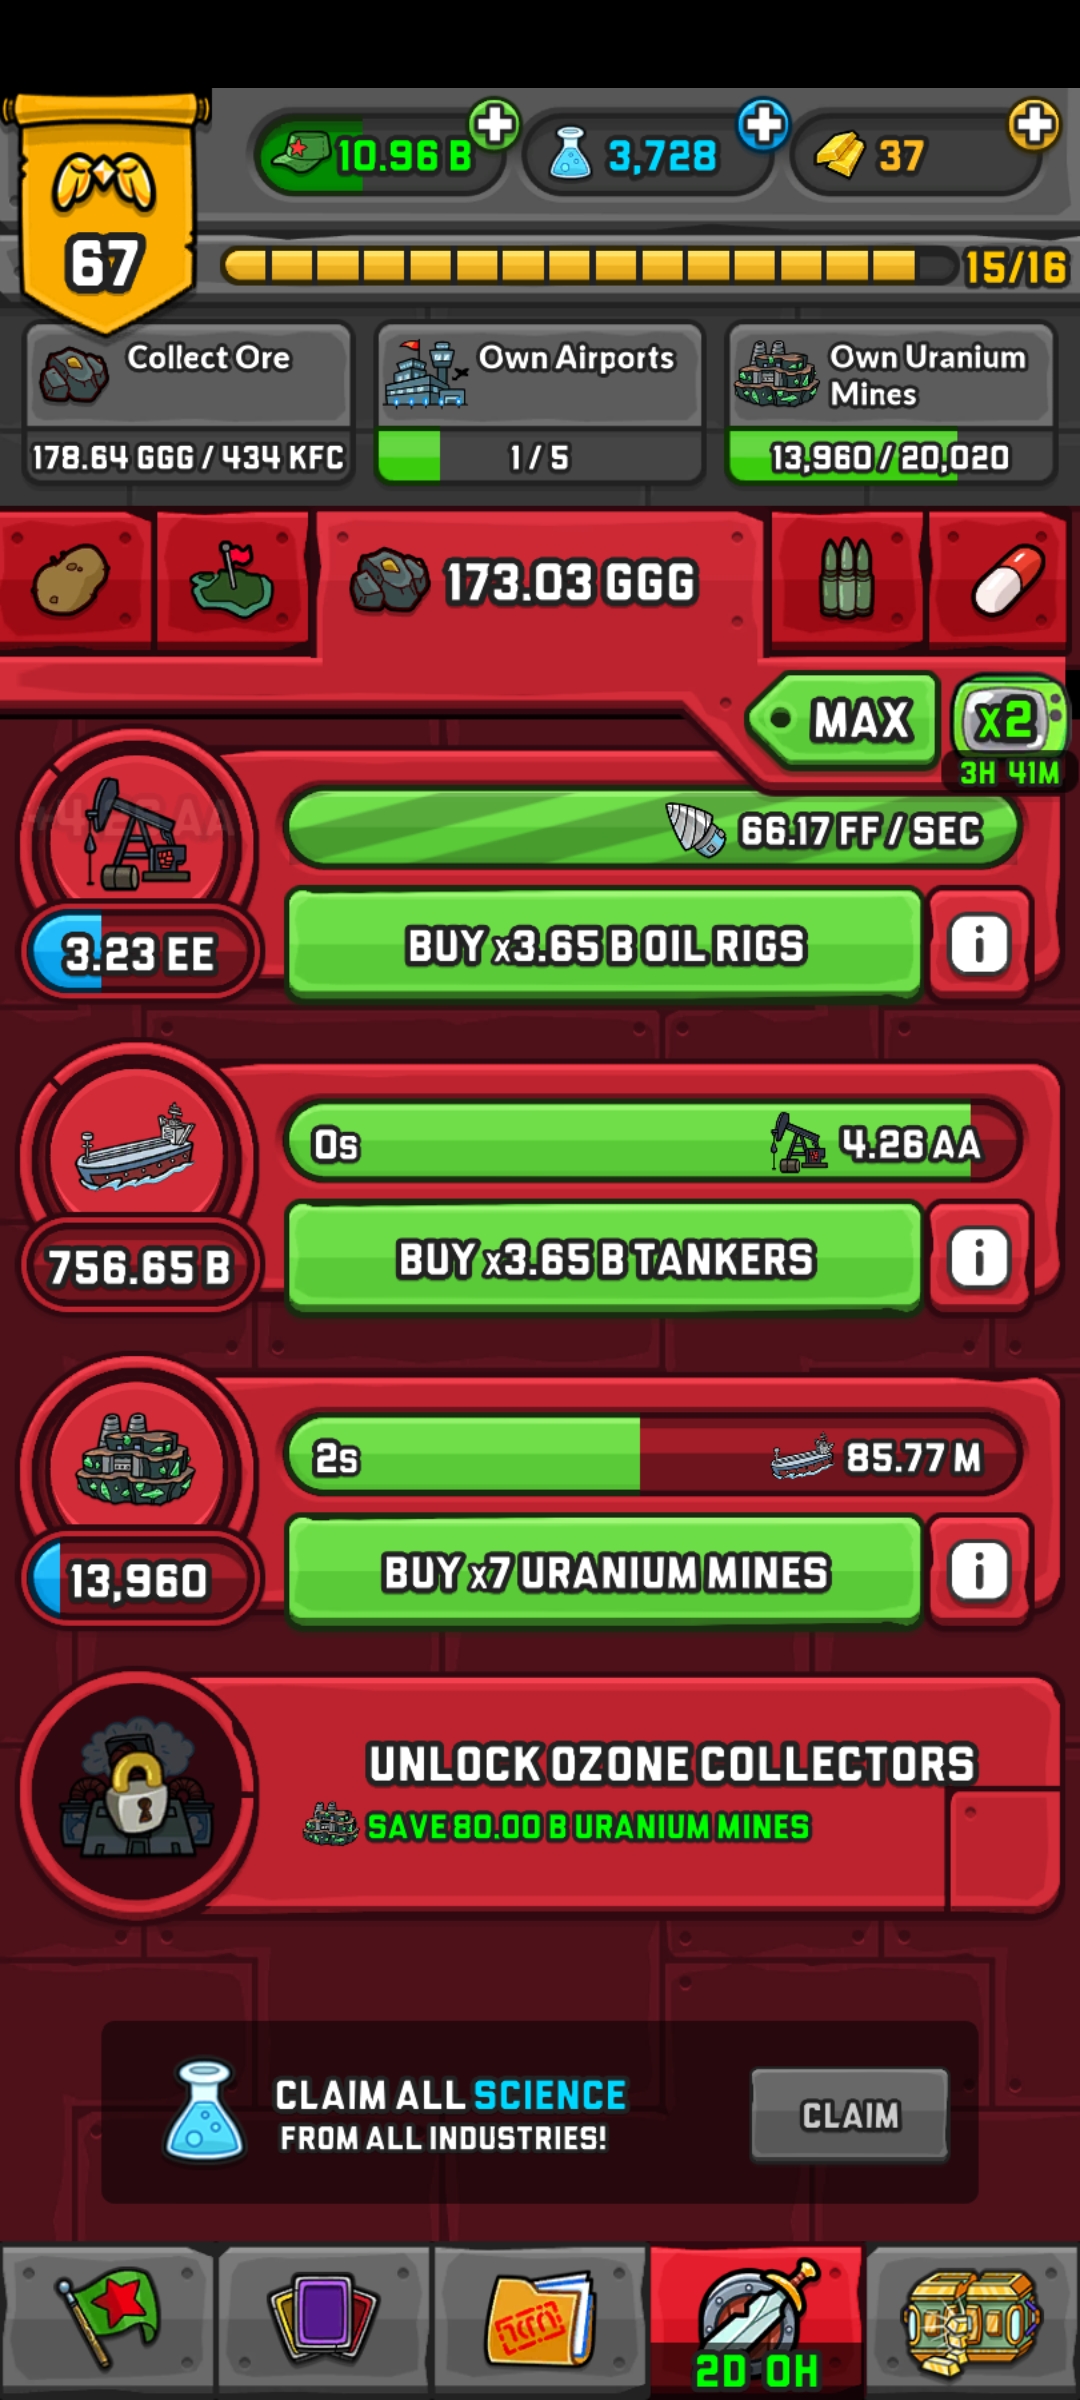 10.96 B
3,728
37
67
15/16
Collect Ore
178.64 GGG / 434 KFC
Own Airports
1 / 5
Own Uranium
Mines
13,960 / 20,020
173.03 GGG
MAX
x2
3H 41M
+4.26 AA
66.17 FF / SEC
3.23 EE
BUY x3.65 B OIL RIGS
i
0s
4.26 AA
756.65 B
BUY x3.65 B TANKERS
i
2s
85.77 M
13,960
BUY x7 URANIUM MINES
i
UNLOCK OZONE COLLECTORS
SAVE 80.00 B URANIUM MINES
CLAIM ALL SCIENCE
FROM ALL INDUSTRIES!
CLAIM
2D 0H